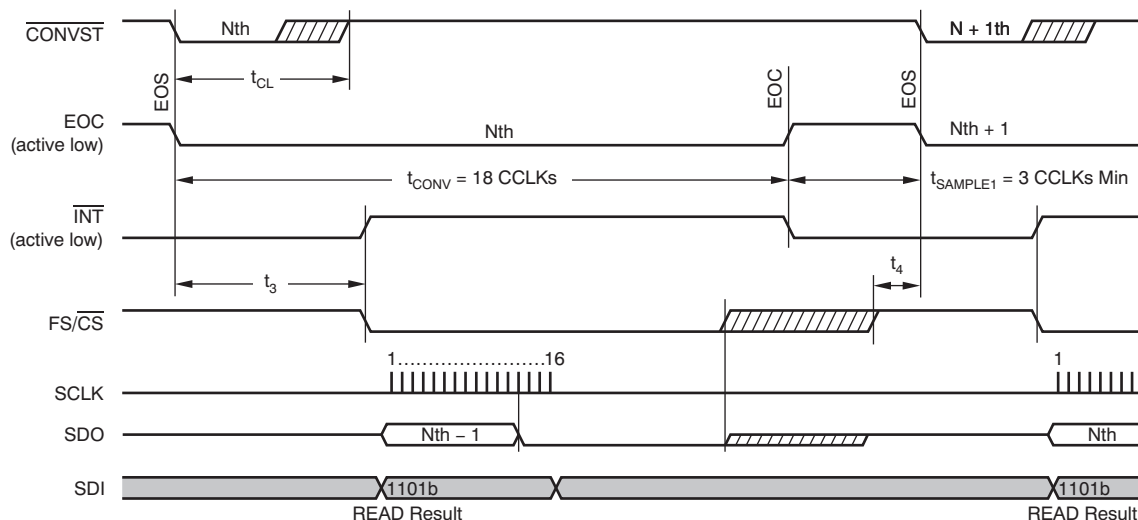 CONVST
Nth
N + 1th
tCL
EOS
EOC
EOS
EOC
(active low)
Nth
Nth + 1
tCONV = 18 CCLKs
tSAMPLE1 = 3 CCLKs Min
INT
(active low)
t3
t4
FS/CS
1......................16
1
SCLK
SDO
Nth − 1
Nth
SDI
1101b
1101b
READ Result
READ Result